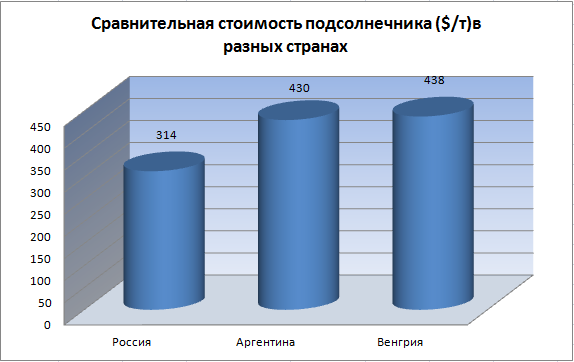 Сравнительная стоимость подсолнечника ($/т)в
разных странах
430
438
314
450
400
350
300
250
200
150
100
50
0
Россия
Аргентина
Венгрия